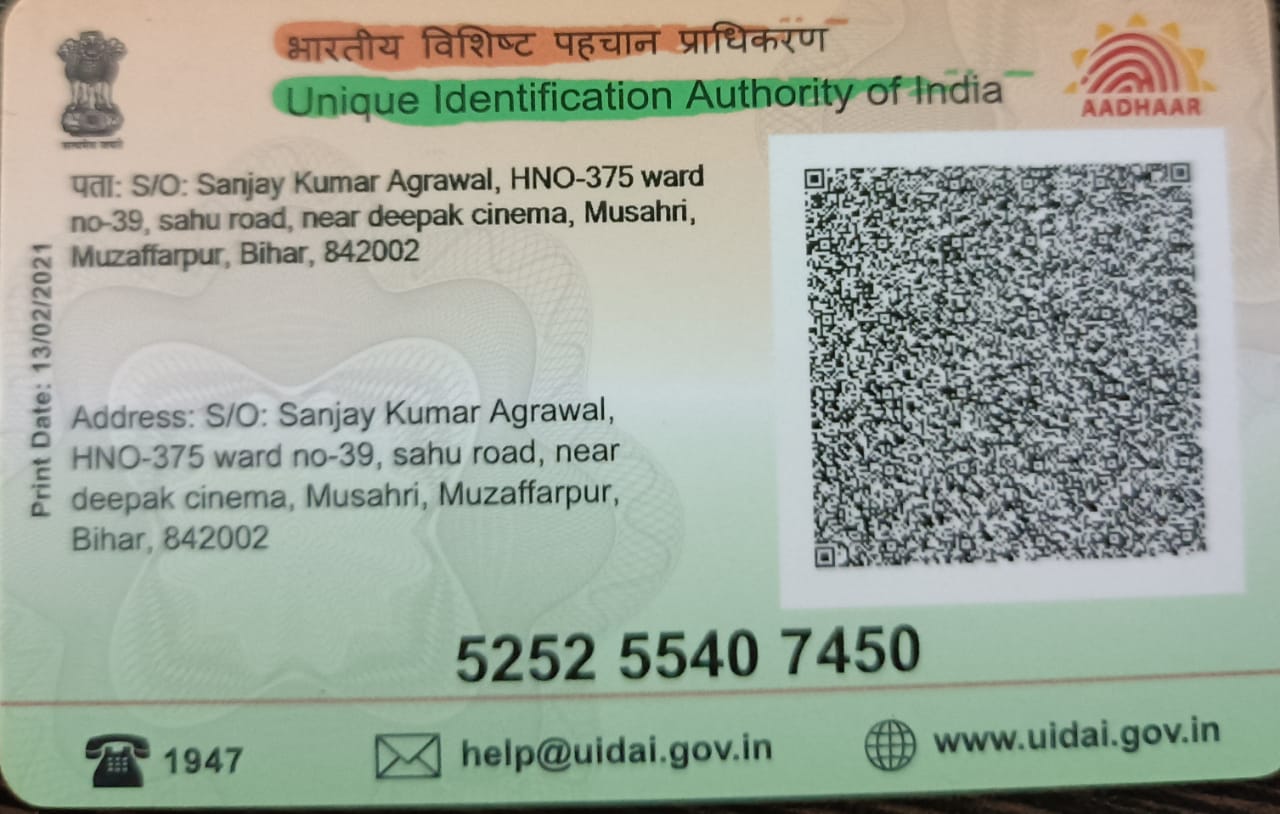 भारतीय विशिष्ट पहचान प्राधिकरण
Unique Identification Authority of India
AADHAAR
सत्यमेव जयते
पता: S/O: Sanjay Kumar Agrawal, HNO-375 ward
no-39, sahu road, near deepak cinema, Musahri,
Muzaffarpur, Bihar, 842002
Print Date: 13/02/2021
Address: S/O: Sanjay Kumar Agrawal,
HNO-375 ward no-39, sahu road, near
deepak cinema, Musahri, Muzaffarpur,
Bihar, 842002
5252 5540 7450
1947
help@uidai.gov.in
www.uidai.gov.in